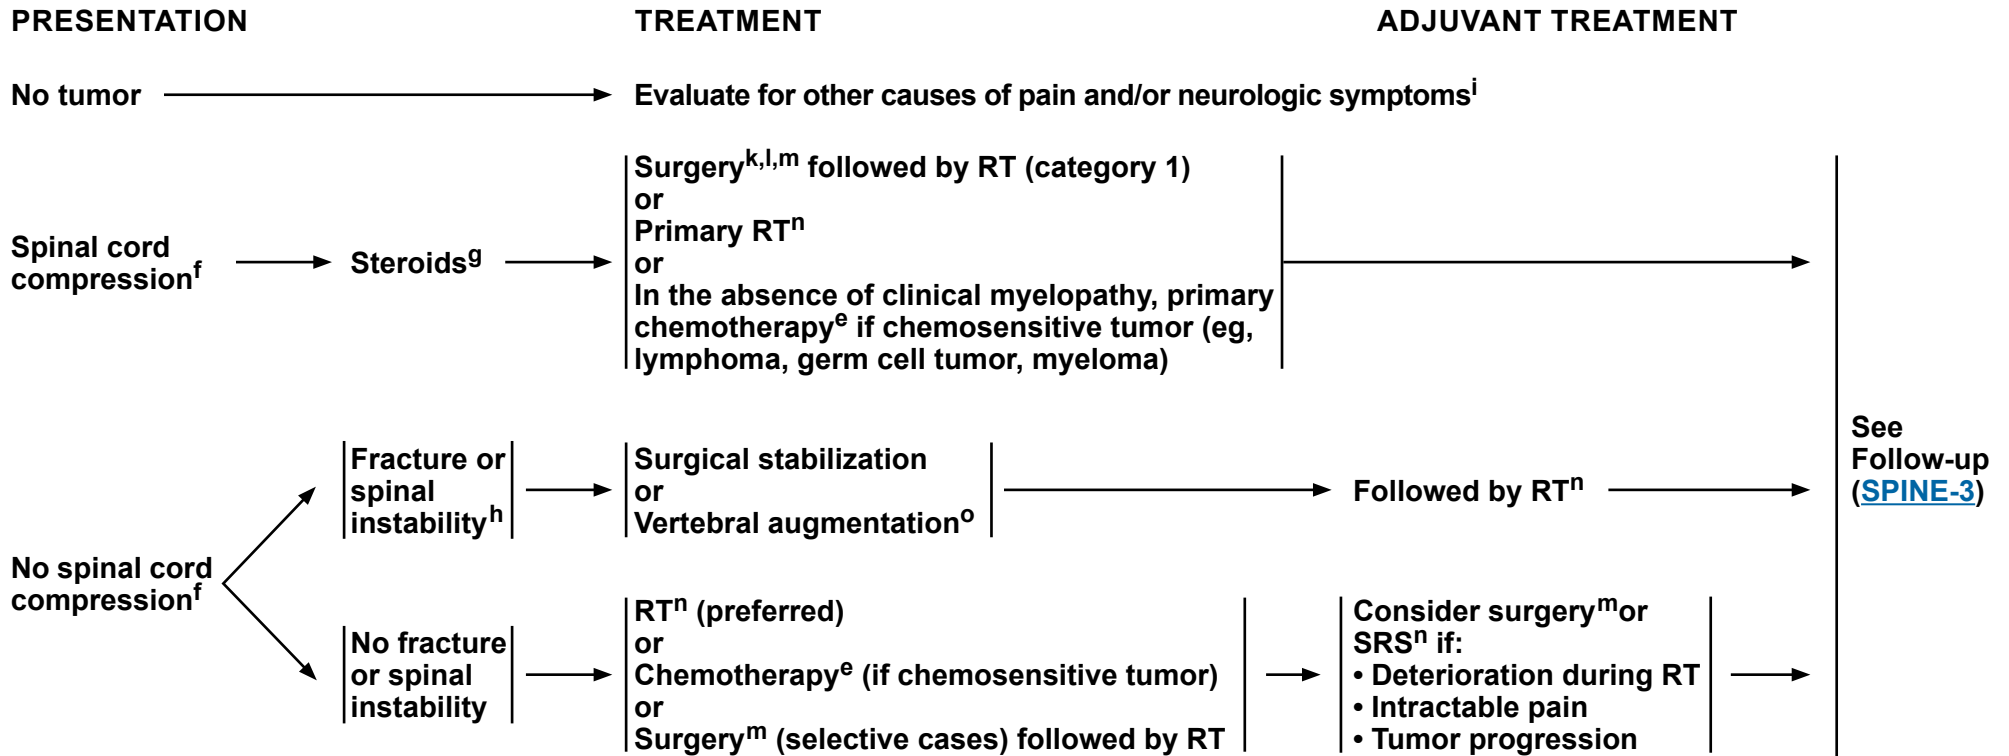 PRESENTATION
TREATMENT
ADJUVANT TREATMENT
No tumor
Evaluate for other causes of pain and/or neurologic symptomsⁱ
Spinal cord
compressionᶠ
Steroidsᵍ
Surgeryᵏ,ˡ,ᵐ followed by RT (category 1)
or
Primary RTⁿ
or
In the absence of clinical myelopathy, primary
chemotherapyᵉ if chemosensitive tumor (eg,
lymphoma, germ cell tumor, myeloma)
No spinal cord
compressionᶠ
Fracture or
spinal
instabilityʰ
Surgical stabilization
or
Vertebral augmentationᵒ
Followed by RTⁿ
No fracture
or spinal
instability
RTⁿ (preferred)
or
Chemotherapyᵉ (if chemosensitive tumor)
or
Surgeryᵐ (selective cases) followed by RT
Consider surgeryᵐor
SRSⁿ if:
• Deterioration during RT
• Intractable pain
• Tumor progression
See
Follow-up
(SPINE-3)